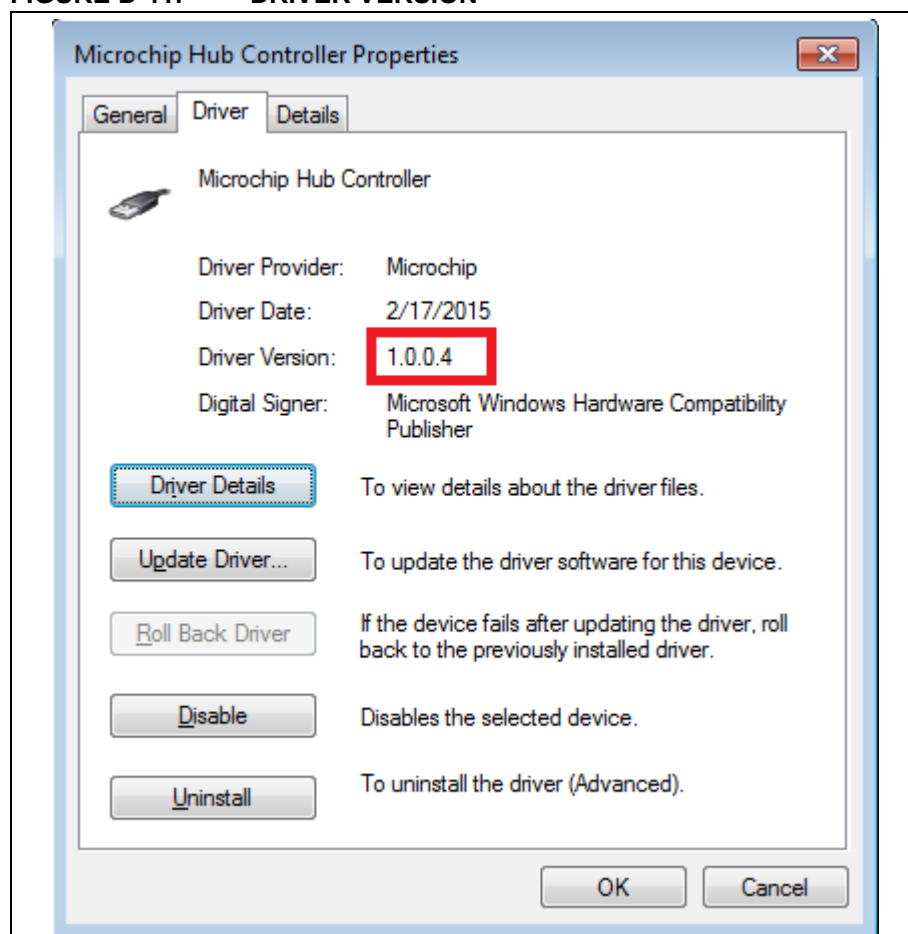 Microchip Hub Controller Properties
General Driver Details
Microchip Hub Controller
Driver Provider: Microchip
Driver Date: 2/17/2015
Driver Version: 1.0.0.4
Digital Signer: Microsoft Windows Hardware Compatibility
Publisher
Driver Details To view details about the driver files.
Update Driver... To update the driver software for this device.
Roll Back Driver If the device fails after updating the driver, roll
back to the previously installed driver.
Disable Disables the selected device.
Uninstall To uninstall the driver (Advanced).
OK Cancel